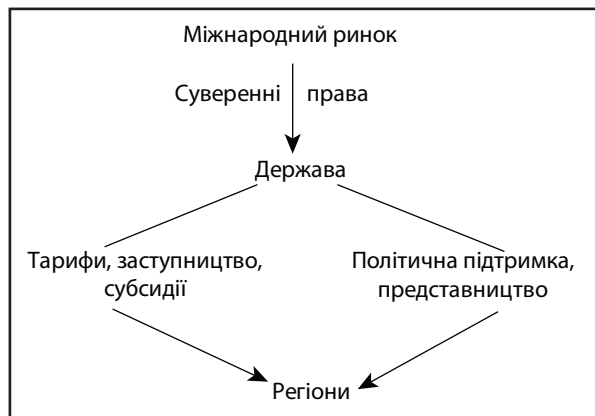 Міжнародний ринок
Суверенні права
Держава
Тарифи, заступництво,
субсидії
Політична підтримка,
представництво
Регіони